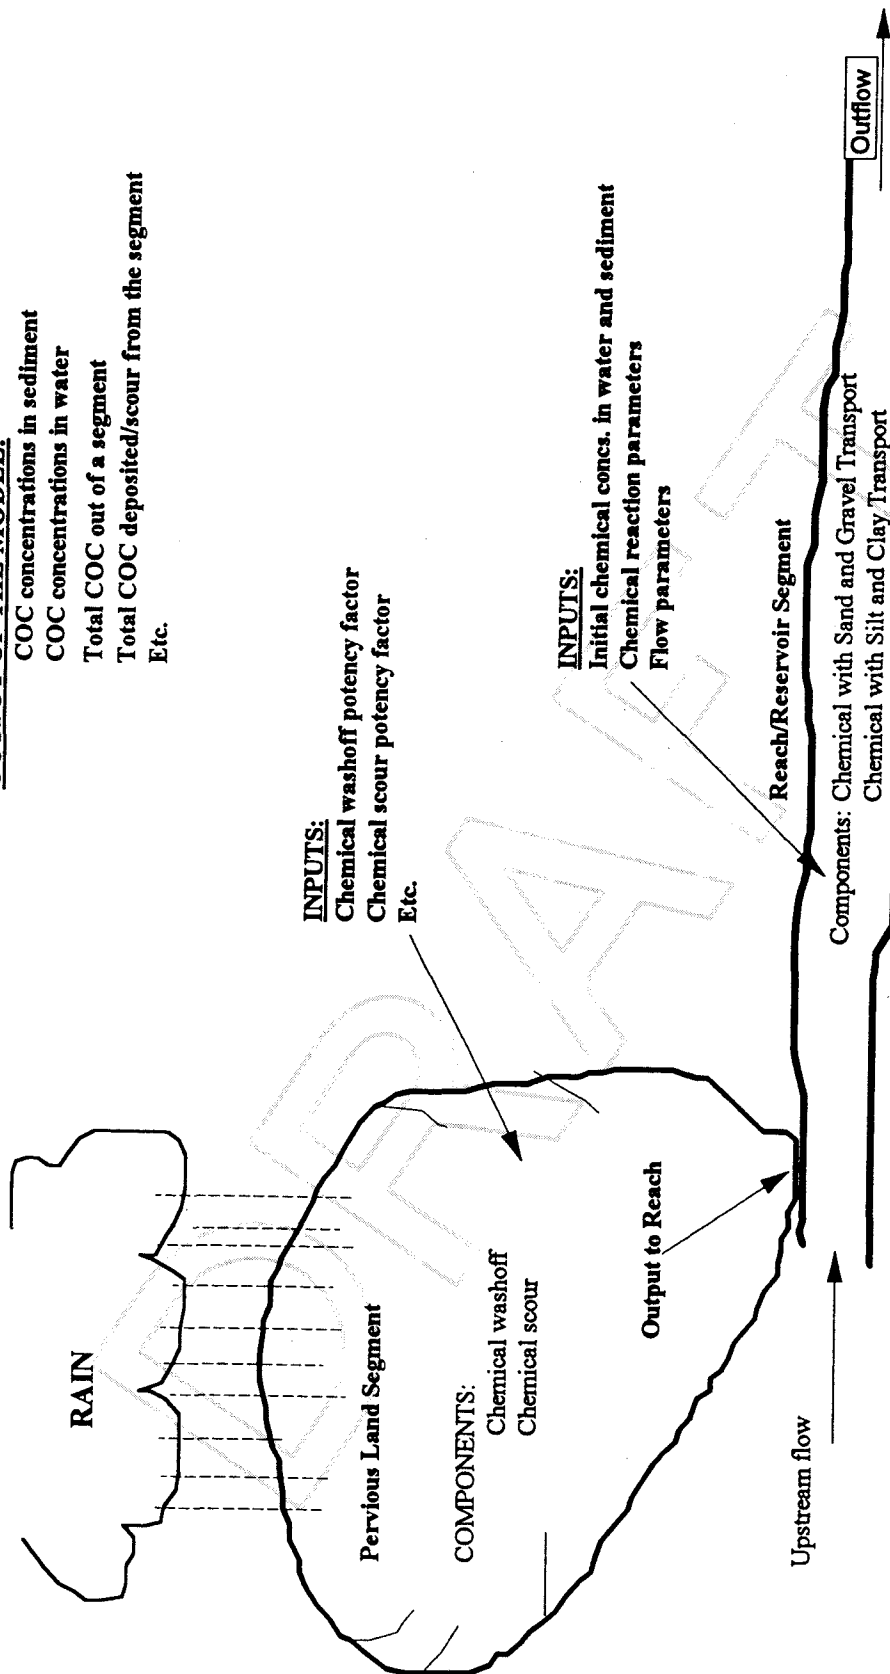 COC concentrations in sediment
COC concentrations in water
Total COC out of a segment
Total COC deposited/scour from the segment
Etc.
RAIN
INPUTS:
Chemical washoff potency factor
Chemical scour potency factor
Etc.
Pervious Land Segment
COMPONENTS:
Chemical washoff
Chemical scour
INPUTS:
Initial chemical concs. in water and sediment
Chemical reaction parameters
Flow parameters
Output to Reach
Reach/Reservoir Segment
Upstream flow
Components: Chemical with Sand and Gravel Transport
Chemical with Silt and Clay Transport
Outflow
DRAFT